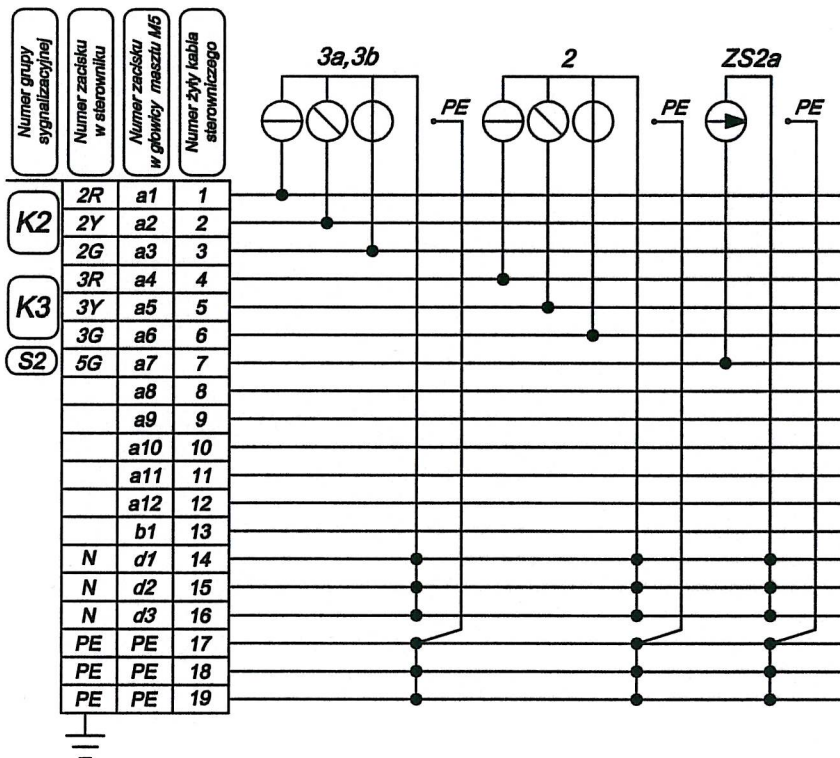 Numer grupy
sygnalizacyjnej
Numer zacisku
w sterowniku
Numer zacisku
w głowicy masztu M5
Numer żyły kabla
sterowniczego
3a,3b
2
ZS2a
PE
PE
PE
K2
2R a1 1
2Y a2 2
2G a3 3
K3
3R a4 4
3Y a5 5
3G a6 6
S2 5G a7 7
a8 8
a9 9
a10 10
a11 11
a12 12
b1 13
N d1 14
N d2 15
N d3 16
PE PE 17
PE PE 18
PE PE 19